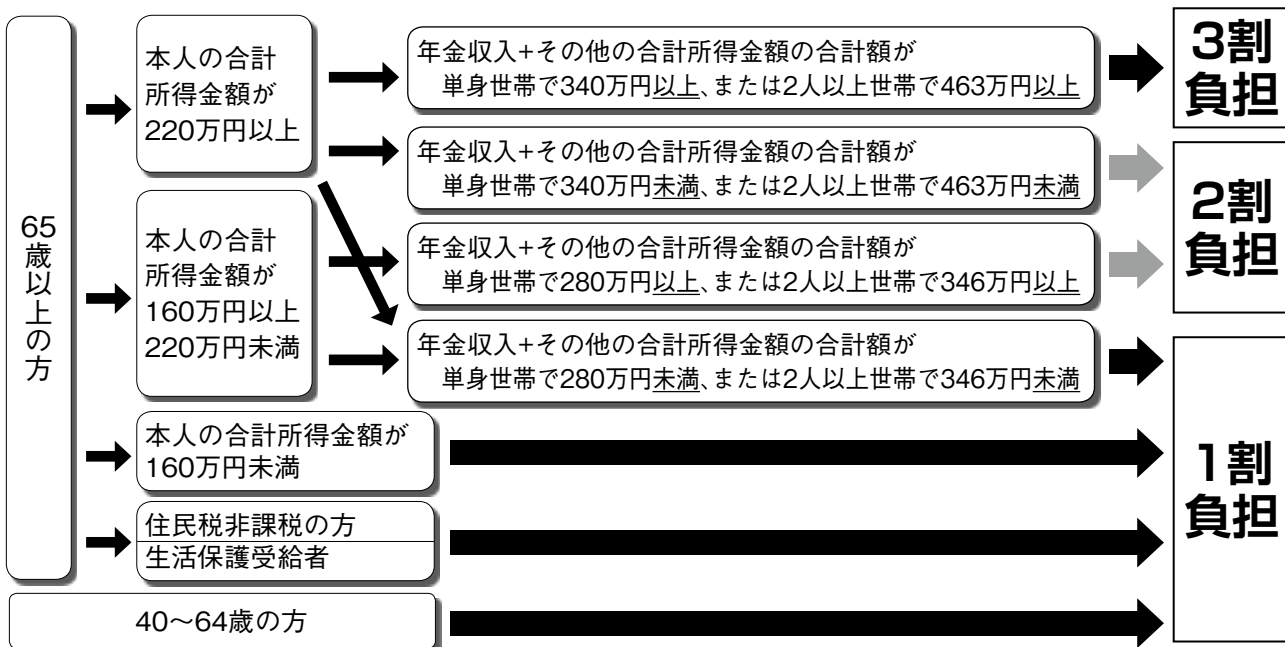 65歳以上の方
本人の合計
所得金額が
220万円以上
年金収入+その他の合計所得金額の合計額が
単身世帯で340万円以上、または2人以上世帯で463万円以上
3割
負担
年金収入+その他の合計所得金額の合計額が
単身世帯で340万円未満、または2人以上世帯で463万円未満
2割
負担
本人の合計
所得金額が
160万円以上
220万円未満
年金収入+その他の合計所得金額の合計額が
単身世帯で280万円以上、または2人以上世帯で346万円以上
年金収入+その他の合計所得金額の合計額が
単身世帯で280万円未満、または2人以上世帯で346万円未満
1割
負担
本人の合計所得金額が
160万円未満
住民税非課税の方
生活保護受給者
40〜64歳の方